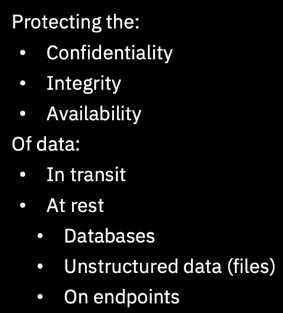 Protecting the:
• Confidentiality
• Integrity
• Availability
Of data:
• In transit
• At rest
• Databases
• Unstructured data (files)
• On endpoints